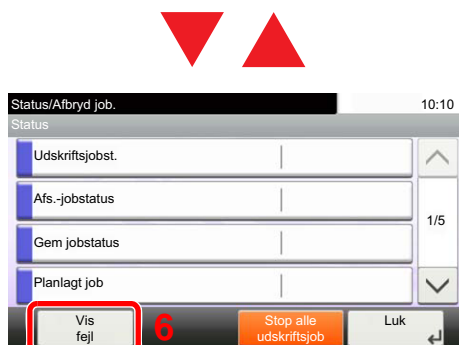 Status/Afbryd job.
10:10
Status
Udskriftsjobst.
Afs.-jobstatus
1/5
Gem jobstatus
Planlagt job
Vis
fejl
6
Stop alle
udskriftsjob
Luk